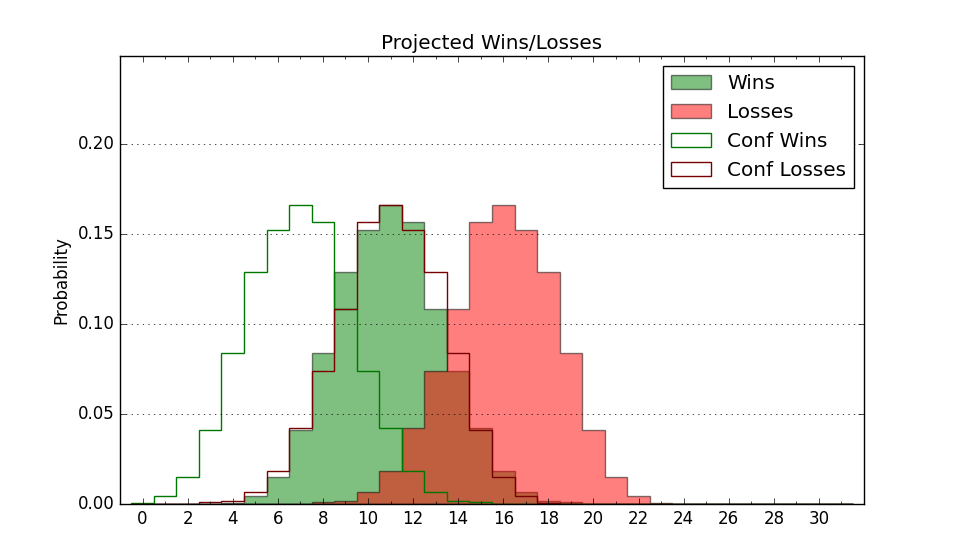 Projected Wins/Losses
Wins
Losses
Conf Wins
Conf Losses
Probability
0.20
0.15
0.10
0.05
0.00
0 2 4 6 8 10 12 14 16 18 20 22 24 26 28 30